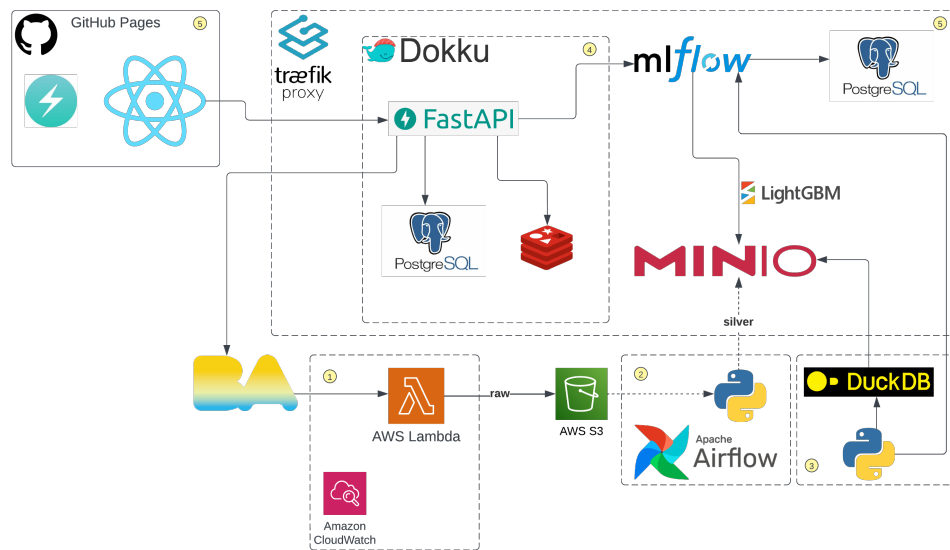 GitHub Pages
5
træfik
proxy
Dokku
4
mlflow
5
PostgreSQL
FastAPI
LightGBM
PostgreSQL
MINIO
silver
BA
1
AWS Lambda
raw
AWS S3
2
Apache
Airflow
DuckDB
3
Amazon
CloudWatch